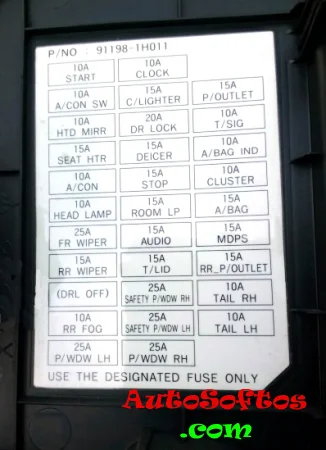 P/NO : 91198-1H011
10A START
10A CLOCK
10A A/CON SW
15A C/LIGHTER
15A P/OUTLET
10A HTD MIRR
20A DR LOCK
10A T/SIG
15A SEAT HTR
15A DEICER
10A A/BAG IND
10A A/CON
15A STOP
10A CLUSTER
10A HEAD LAMP
15A ROOM LP
15A A/BAG
25A FR WIPER
15A AUDIO
15A MDPS
15A RR WIPER
15A T/LID
15A RR_P/OUTLET
(DRL OFF)
25A SAFETY P/WDW RH
10A TAIL RH
10A RR FOG
25A SAFETY P/WDW LH
10A TAIL LH
25A P/WDW LH
25A P/WDW RH
USE THE DESIGNATED FUSE ONLY
AutoSoftos
.com